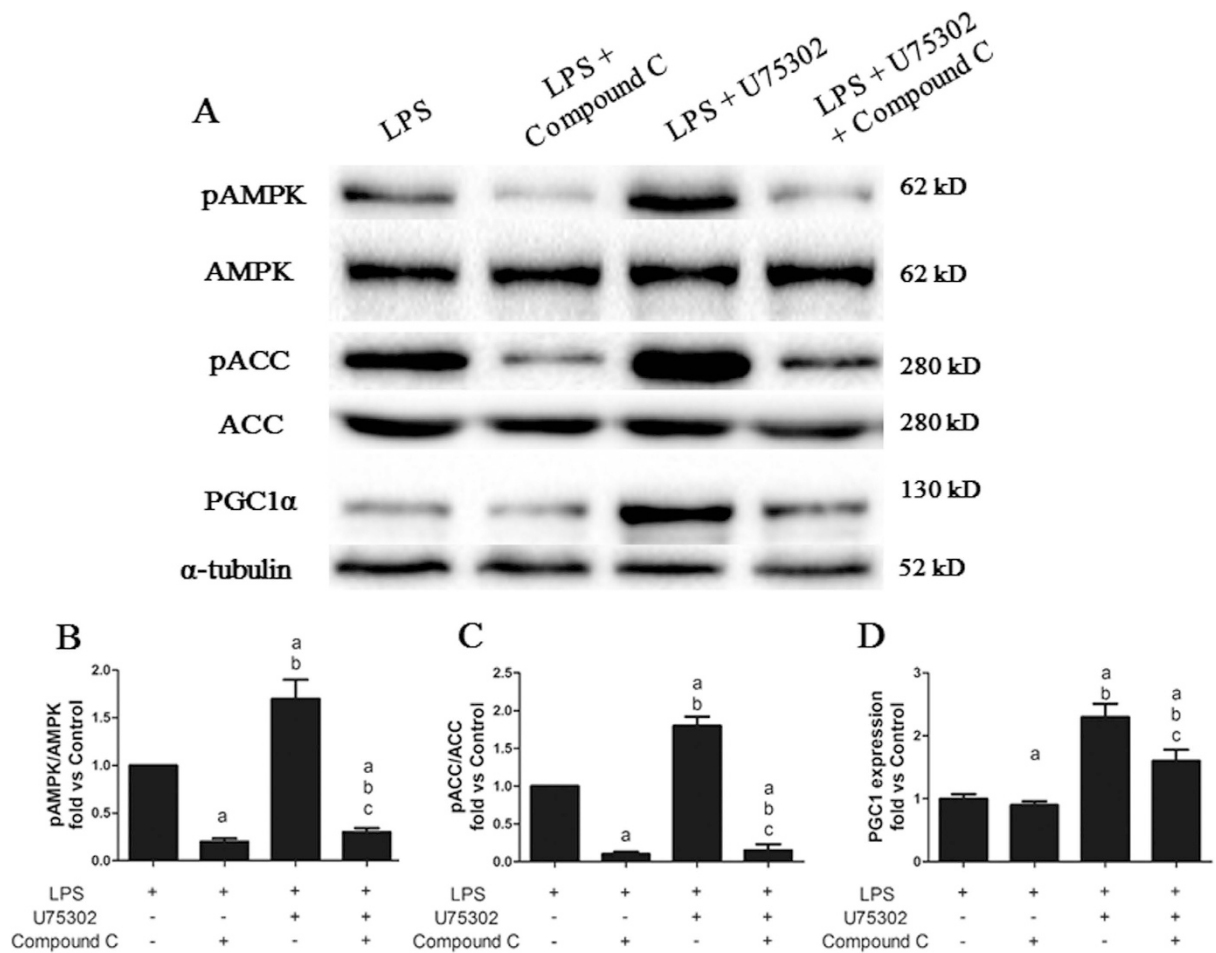 A
LPS
LPS +
Compound C
LPS + U75302
LPS + U75302
+ Compound C
pAMPK
62 kD
AMPK
62 kD
pACC
280 kD
ACC
280 kD
PGC1α
130 kD
α-tubulin
52 kD
B
pAMPK/AMPK
fold vs Control
2.0
1.5
1.0
0.5
0.0
a
a
b
a
b
c
LPS + + + +
U75302 - - + +
Compound C - + - +
C
pACC/ACC
fold vs Control
2.5
2.0
1.5
1.0
0.5
0.0
a
a
b
a
b
c
LPS + + + +
U75302 - - + +
Compound C - + - +
D
PGC1 expression
fold vs Control
3
2
1
0
a
a
b
a
b
c
LPS + + + +
U75302 - - + +
Compound C - + - +